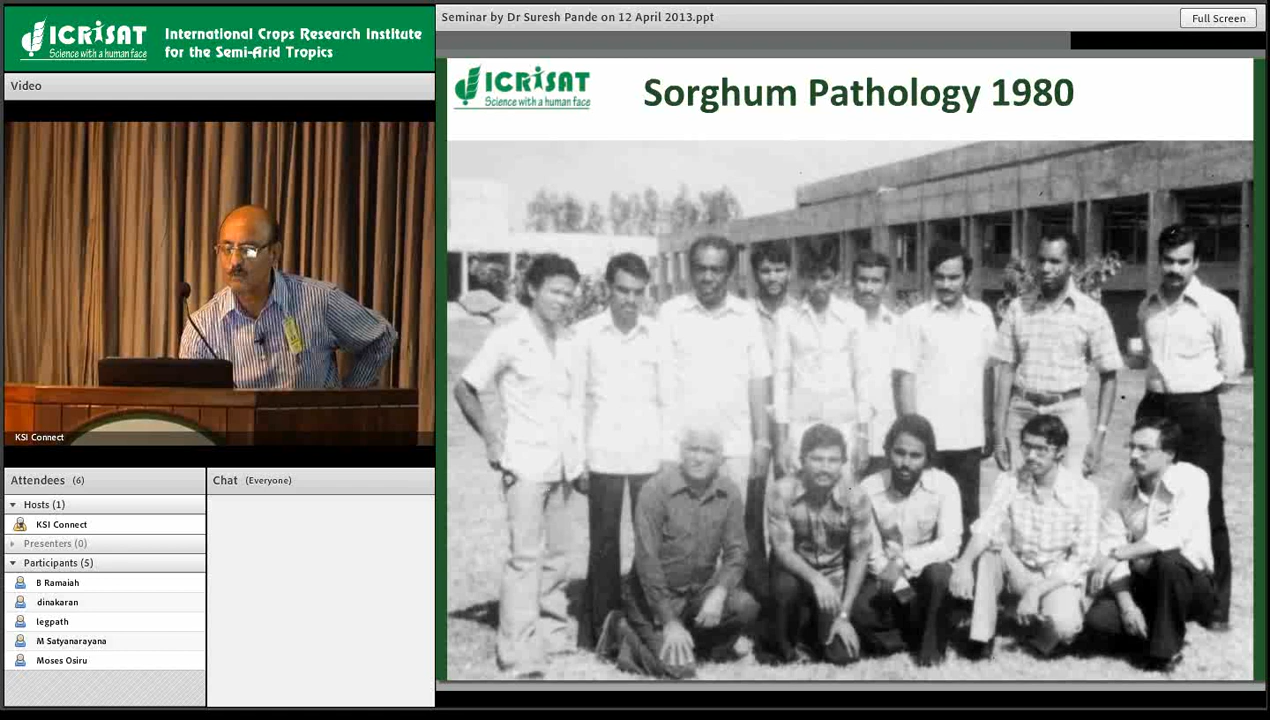 ICRISAT
Science with a human face
International Crops Research Institute
for the Semi-Arid Tropics
Video
KSI Connect
Attendees (6)
Hosts (1)
KSI Connect
Presenters (0)
Participants (5)
B Ramaiah
dinakaran
legpath
M Satyanarayana
Moses Osiru
Chat (Everyone)
Seminar by Dr Suresh Pande on 12 April 2013.ppt
Full Screen
ICRISAT
Science with a human face
Sorghum Pathology 1980